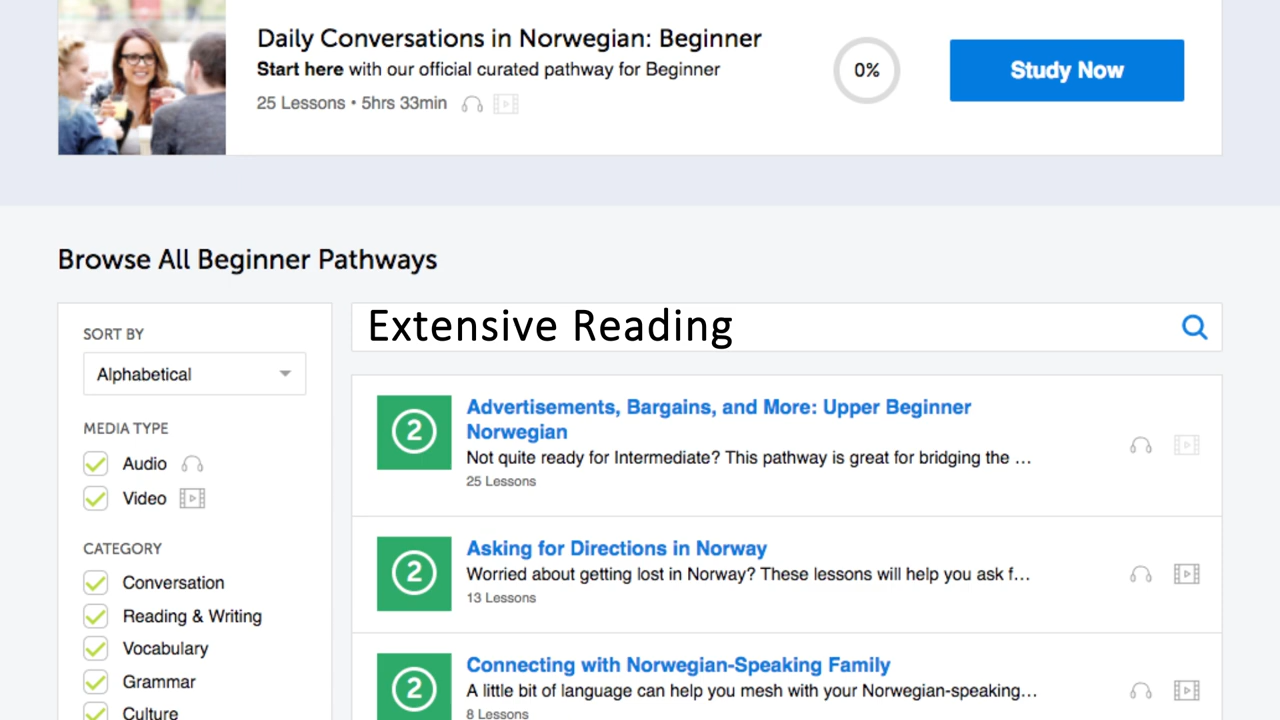 Daily Conversations in Norwegian: Beginner
Start here with our official curated pathway for Beginner
25 Lessons • 5hrs 33min
0%
Study Now
Browse All Beginner Pathways
SORT BY
Alphabetical
MEDIA TYPE
Audio
Video
CATEGORY
Conversation
Reading & Writing
Vocabulary
Grammar
Culture
Extensive Reading
2
Advertisements, Bargains, and More: Upper Beginner
Norwegian
Not quite ready for Intermediate? This pathway is great for bridging the ...
25 Lessons
2
Asking for Directions in Norway
Worried about getting lost in Norway? These lessons will help you ask f...
13 Lessons
2
Connecting with Norwegian-Speaking Family
A little bit of language can help you mesh with your Norwegian-speaking...
8 Lessons